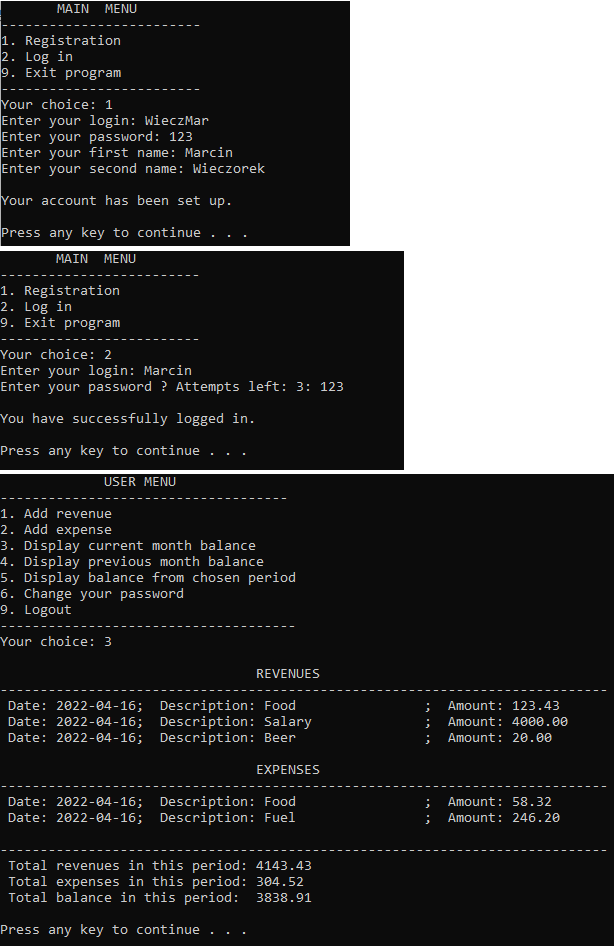 MAIN  MENU
-------------------------
1. Registration
2. Log in
9. Exit program
-------------------------
Your choice: 1
Enter your login: WieczMar
Enter your password: 123
Enter your first name: Marcin
Enter your second name: Wieczorek
Your account has been set up.
Press any key to continue . . .
MAIN  MENU
-------------------------
1. Registration
2. Log in
9. Exit program
-------------------------
Your choice: 2
Enter your login: Marcin
Enter your password ? Attempts left: 3: 123
You have successfully logged in.
Press any key to continue . . .
USER MENU
------------------------------------
1. Add revenue
2. Add expense
3. Display current month balance
4. Display previous month balance
5. Display balance from chosen period
6. Change your password
9. Logout
-------------------------------------
Your choice: 3
REVENUES
----------------------------------------------------------------------------
Date: 2022-04-16;  Description: Food                ;  Amount: 123.43
Date: 2022-04-16;  Description: Salary              ;  Amount: 4000.00
Date: 2022-04-16;  Description: Beer                ;  Amount: 20.00
EXPENSES
----------------------------------------------------------------------------
Date: 2022-04-16;  Description: Food                ;  Amount: 58.32
Date: 2022-04-16;  Description: Fuel                ;  Amount: 246.20
----------------------------------------------------------------------------
Total revenues in this period: 4143.43
Total expenses in this period: 304.52
Total balance in this period:  3838.91
Press any key to continue . . .